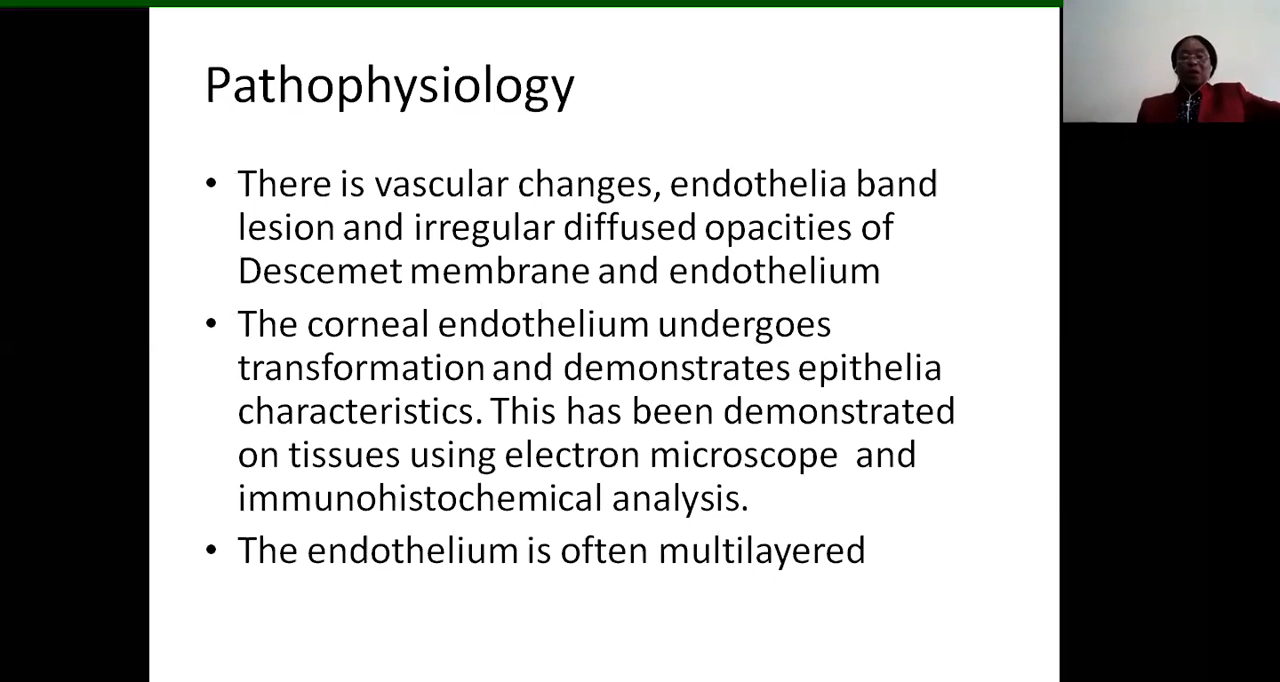 Pathophysiology
• There is vascular changes, endothelia band
lesion and irregular diffused opacities of
Descemet membrane and endothelium
• The corneal endothelium undergoes
transformation and demonstrates epithelia
characteristics. This has been demonstrated
on tissues using electron microscope and
immunohistochemical analysis.
• The endothelium is often multilayered